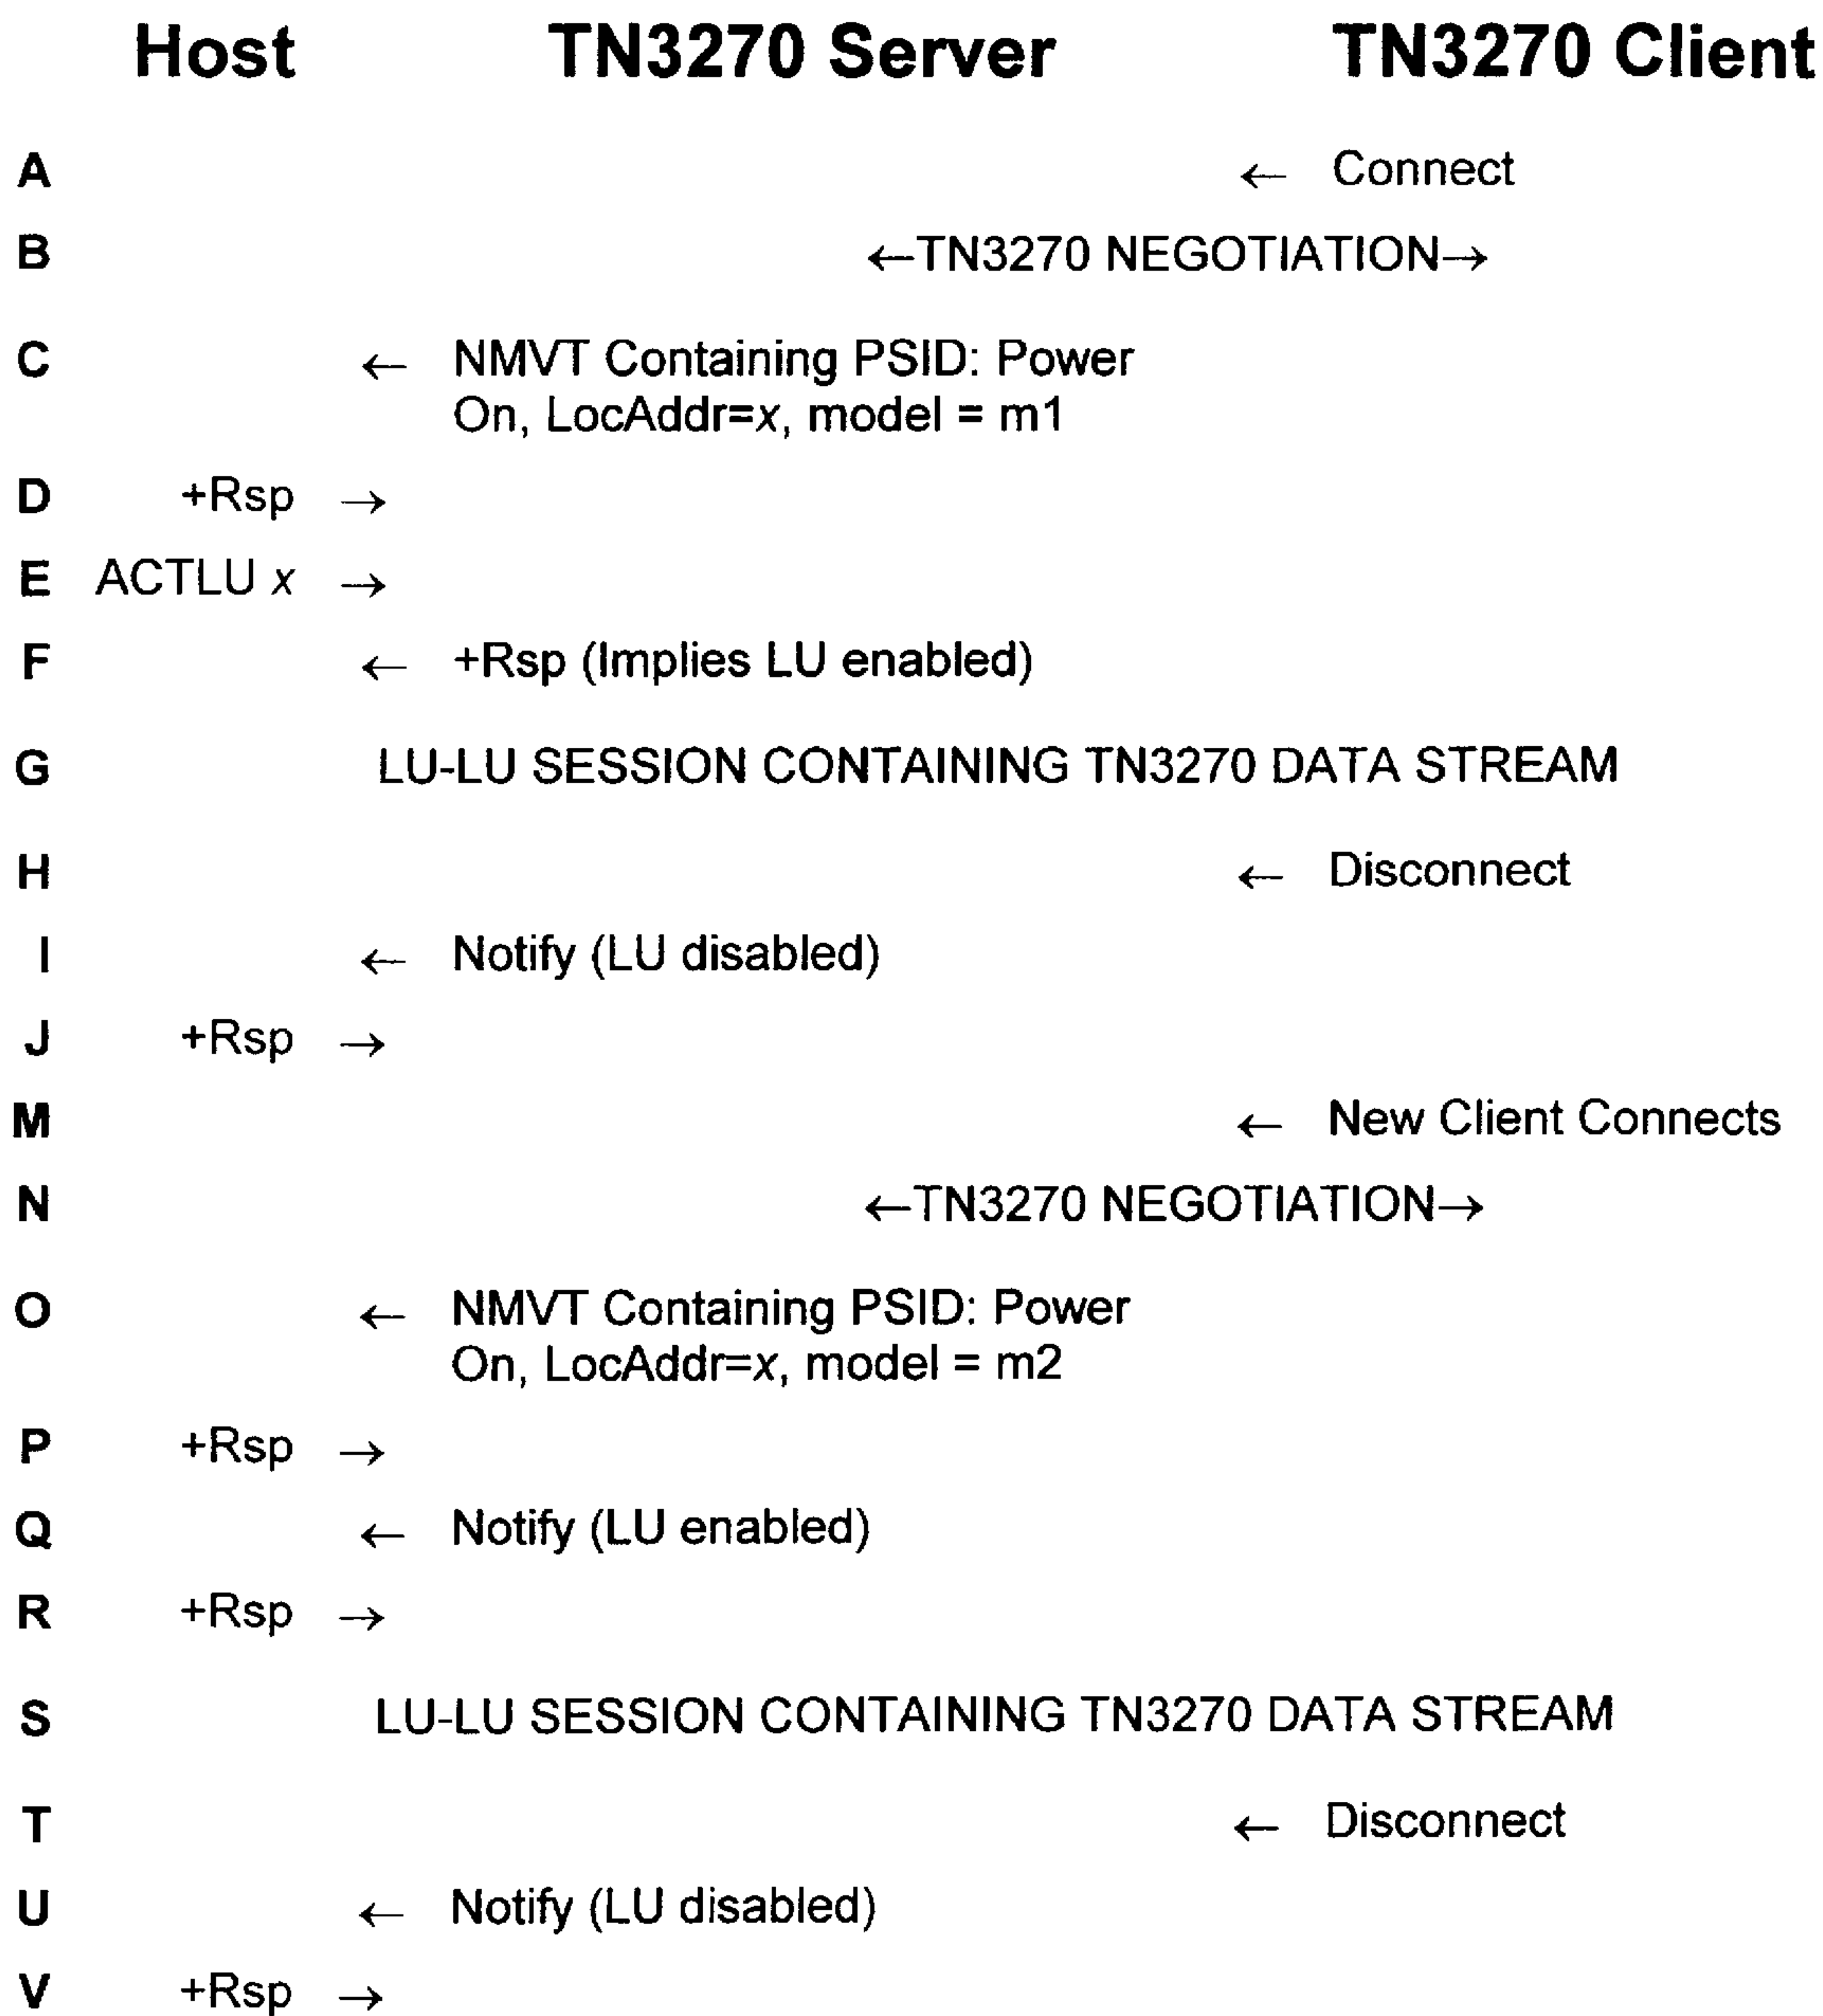 Host TN3270 Server TN3270 Client
A ← Connect
B ←TN3270 NEGOTIATION→
C ← NMVT Containing PSID: Power
On, LocAddr=x, model = m1
D +Rsp →
E ACTLU x →
F ← +Rsp (Implies LU enabled)
G LU-LU SESSION CONTAINING TN3270 DATA STREAM
H ← Disconnect
I ← Notify (LU disabled)
J +Rsp →
M ← New Client Connects
N ←TN3270 NEGOTIATION→
O ← NMVT Containing PSID: Power
On, LocAddr=x, model = m2
P +Rsp →
Q ← Notify (LU enabled)
R +Rsp →
S LU-LU SESSION CONTAINING TN3270 DATA STREAM
T ← Disconnect
U ← Notify (LU disabled)
V +Rsp →